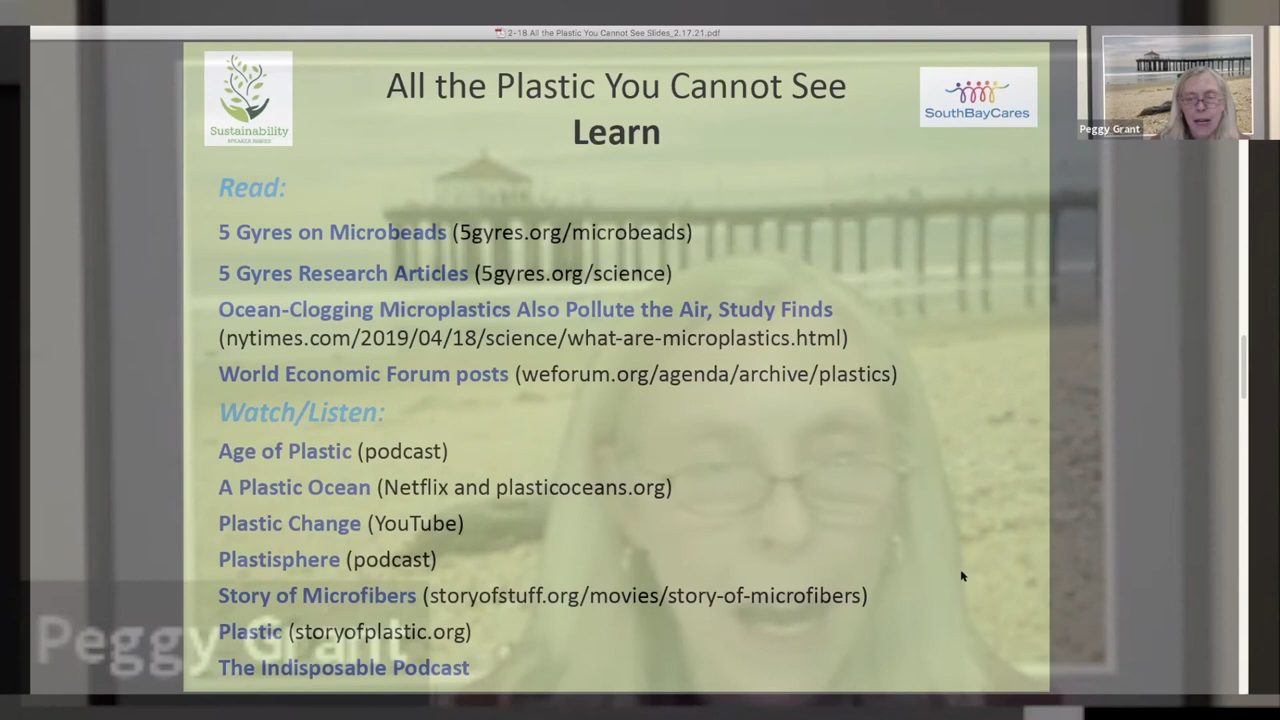 2-18 All the Plastic You Cannot See Slides_2.17.21.pdf
Sustainability
SPEAKER SERIES
All the Plastic You Cannot See
Learn
SouthBayCares
Peggy Grant
Read:
5 Gyres on Microbeads (5gyres.org/microbeads)
5 Gyres Research Articles (5gyres.org/science)
Ocean-Clogging Microplastics Also Pollute the Air, Study Finds
(nytimes.com/2019/04/18/science/what-are-microplastics.html)
World Economic Forum posts (weforum.org/agenda/archive/plastics)
Watch/Listen:
Age of Plastic (podcast)
A Plastic Ocean (Netflix and plasticoceans.org)
Plastic Change (YouTube)
Plastisphere (podcast)
Story of Microfibers (storyofstuff.org/movies/story-of-microfibers)
Plastic (storyofplastic.org)
The Indisposable Podcast
Peggy Grant